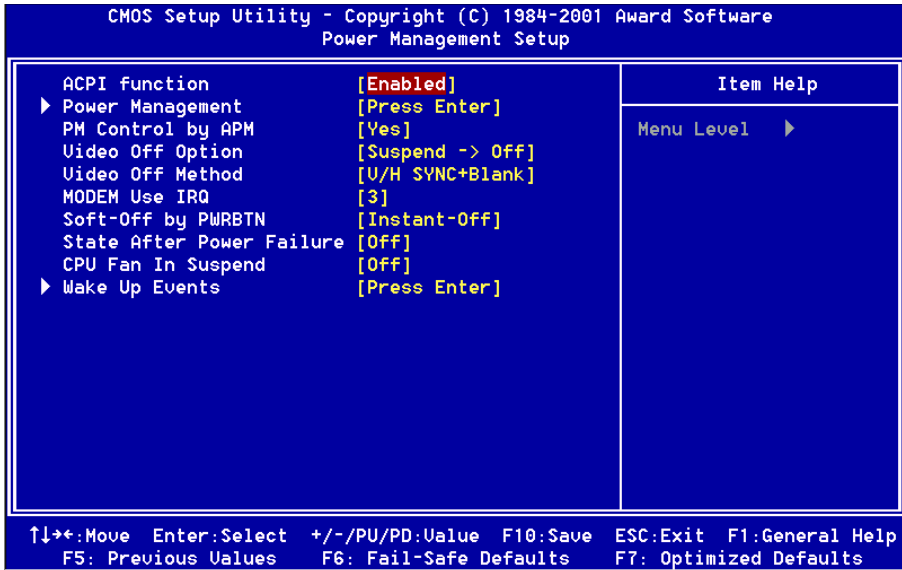 CMOS Setup Utility - Copyright (C) 1984-2001 Award Software
Power Management Setup
ACPI function [Enabled]
Power Management [Press Enter]
PM Control by APM [Yes]
Video Off Option [Suspend -> Off]
Video Off Method [V/H SYNC+Blank]
MODEM Use IRQ [3]
Soft-Off by PWRBTN [Instant-Off]
State After Power Failure [Off]
CPU Fan In Suspend [Off]
Wake Up Events [Press Enter]
Item Help
Menu Level
↑↓→←:Move Enter:Select +/-/PU/PD:Value F10:Save ESC:Exit F1:General Help
F5: Previous Values F6: Fail-Safe Defaults F7: Optimized Defaults